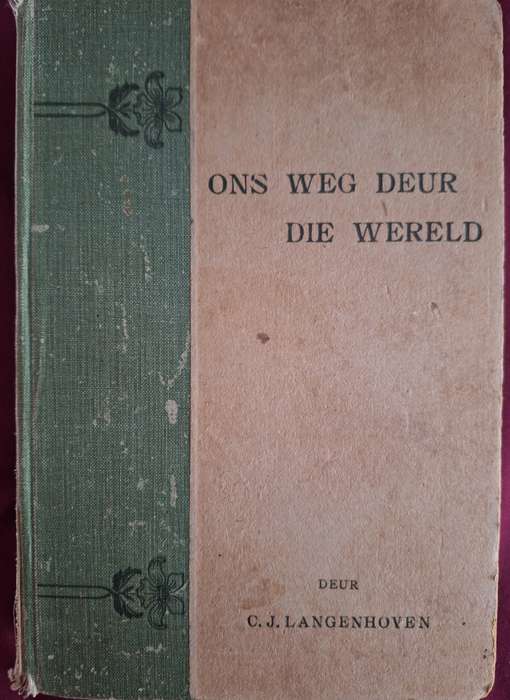 ONS WEG DEUR
DIE WERELD
DEUR
C. J. LANGENHOVEN